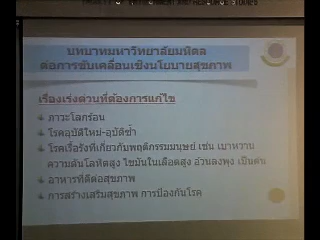 บทบาทมหาวิทยาลัยมหิดล
ต่อการขับเคลื่อนเชิงนโยบายสุขภาพ
เรื่องเร่งด่วนที่ต้องการแก้ไข
ภาวะโลกร้อน
โรคอุบัติใหม่-อุบัติซ้ำ
โรคเรื้อรังที่เกี่ยวกับพฤติกรรมมนุษย์ เช่น เบาหวาน
ความดันโลหิตสูง ไขมันในเลือดสูง อ้วนลงพุง เป็นต้น
อาหารที่ดีต่อสุขภาพ
การสร้างเสริมสุขภาพ การป้องกันโรค